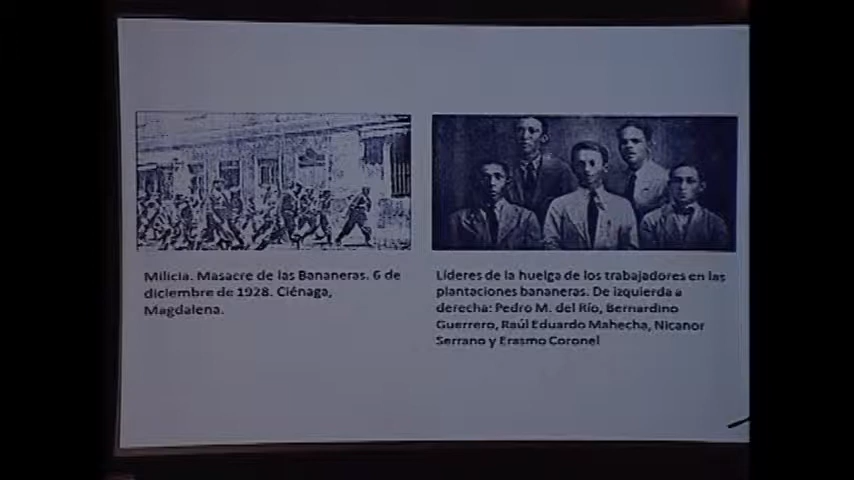 Milicia. Masacre de las Bananeras. 6 de
diciembre de 1928. Ciénaga,
Magdalena.
Líderes de la huelga de los trabajadores en las
plantaciones bananeras. De izquierda a
derecha: Pedro M. del Río, Bernardino
Guerrero, Raúl Eduardo Mahecha, Nicanor
Serrano y Erasmo Coronel